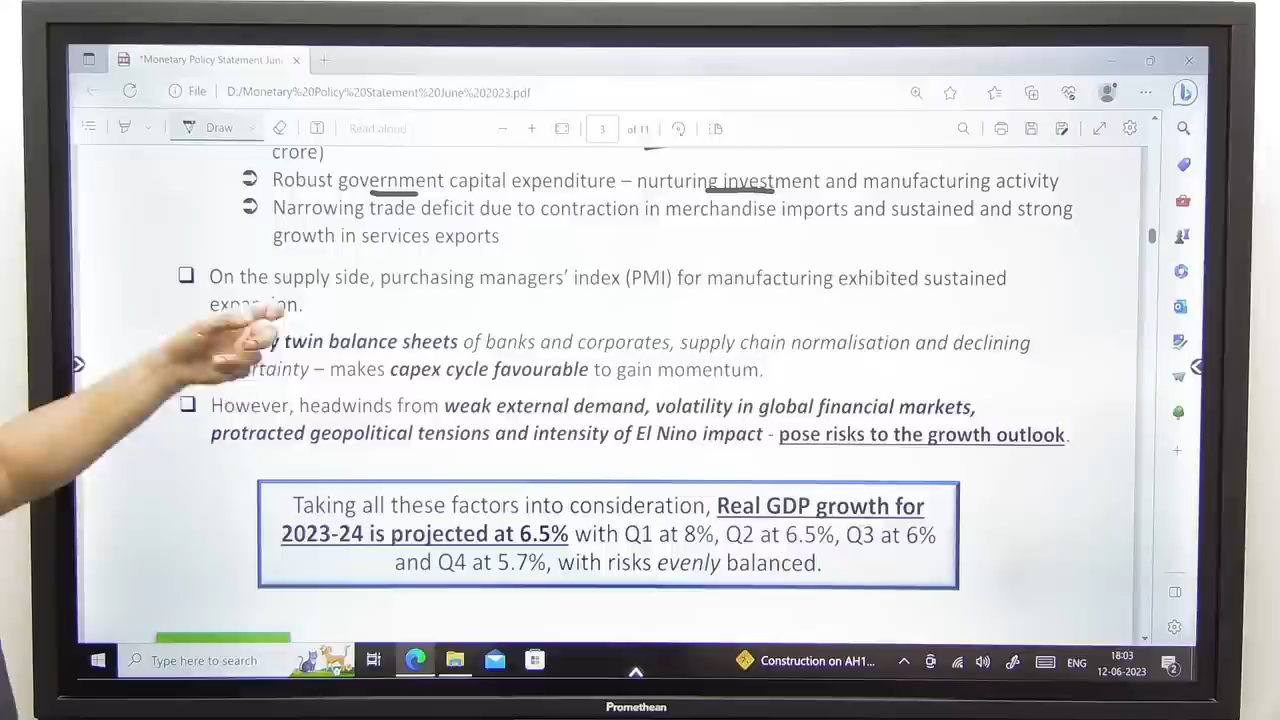 *Monetary Policy Statement Jun
File D:/Monetary%20Policy%20Statement%20June%202023.pdf
Draw Read aloud 3 of 11
crore)
Robust government capital expenditure – nurturing investment and manufacturing activity
Narrowing trade deficit due to contraction in merchandise imports and sustained and strong
growth in services exports
On the supply side, purchasing managers’ index (PMI) for manufacturing exhibited sustained
twin balance sheets of banks and corporates, supply chain normalisation and declining
– makes capex cycle favourable to gain momentum.
However, headwinds from weak external demand, volatility in global financial markets,
protracted geopolitical tensions and intensity of El Nino impact - pose risks to the growth outlook.
Taking all these factors into consideration, Real GDP growth for
2023-24 is projected at 6.5% with Q1 at 8%, Q2 at 6.5%, Q3 at 6%
and Q4 at 5.7%, with risks evenly balanced.
Type here to search Construction on AH1... ENG 18:03
12-06-2023 2
Promethean